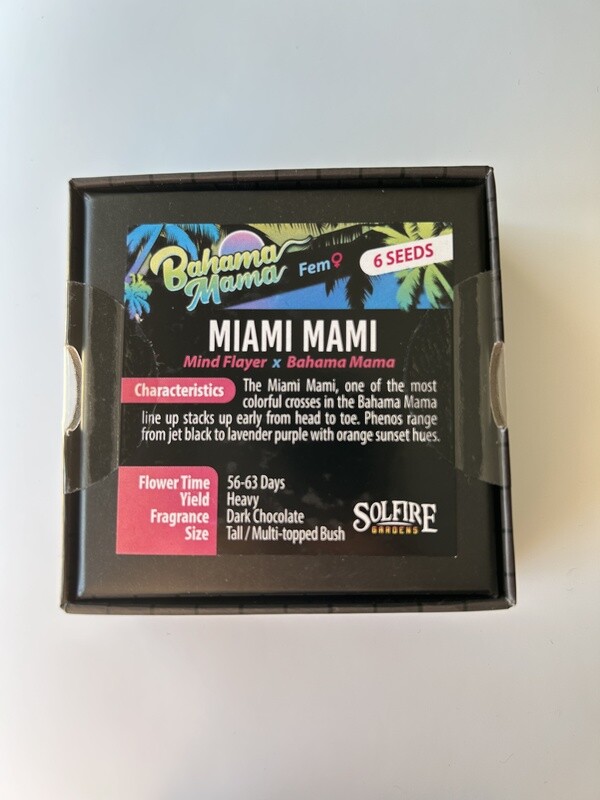 Bahama
Mama
Fem♀
6 SEEDS
MIAMI MAMI
Mind Flayer x Bahama Mama
Characteristics
The Miami Mami, one of the most
colorful crosses in the Bahama Mama
line up stacks up early from head to toe. Phenos range
from jet black to lavender purple with orange sunset hues.
Flower Time 56-63 Days
Yield Heavy
Fragrance Dark Chocolate
Size Tall / Multi-topped Bush
SOLFIRE
GARDENS